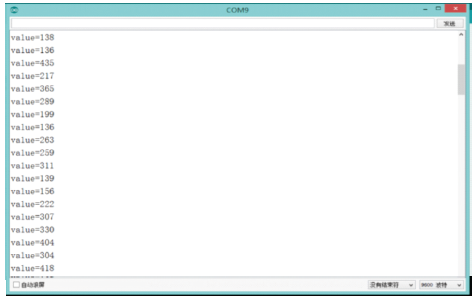 COM9
发送
value=138
value=136
value=435
value=217
value=365
value=289
value=199
value=136
value=263
value=259
value=311
value=139
value=156
value=222
value=307
value=330
value=404
value=304
value=418
自动滚屏
没有结束符
9600 波特